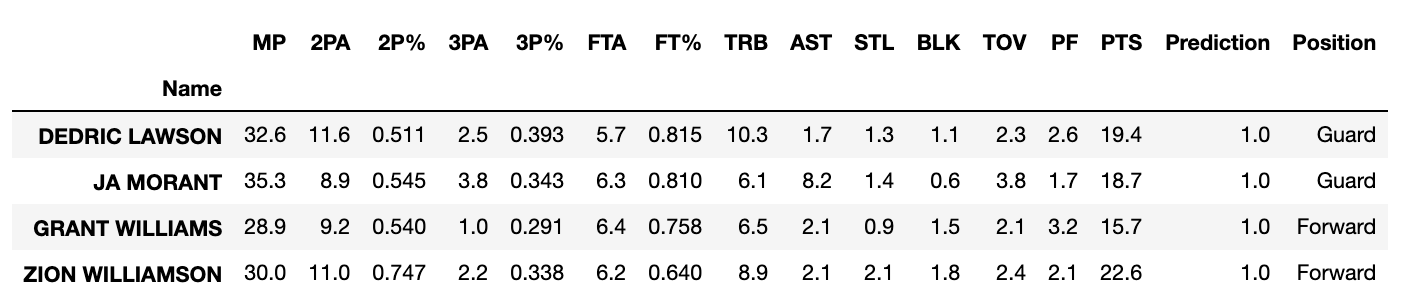 MP 2PA 2P% 3PA 3P% FTA FT% TRB AST STL BLK TOV PF PTS Prediction Position
Name
DEDRIC LAWSON 32.6 11.6 0.511 2.5 0.393 5.7 0.815 10.3 1.7 1.3 1.1 2.3 2.6 19.4 1.0 Guard
JA MORANT 35.3 8.9 0.545 3.8 0.343 6.3 0.810 6.1 8.2 1.4 0.6 3.8 1.7 18.7 1.0 Guard
GRANT WILLIAMS 28.9 9.2 0.540 1.0 0.291 6.4 0.758 6.5 2.1 0.9 1.5 2.1 3.2 15.7 1.0 Forward
ZION WILLIAMSON 30.0 11.0 0.747 2.2 0.338 6.2 0.640 8.9 2.1 2.1 1.8 2.4 2.1 22.6 1.0 Forward